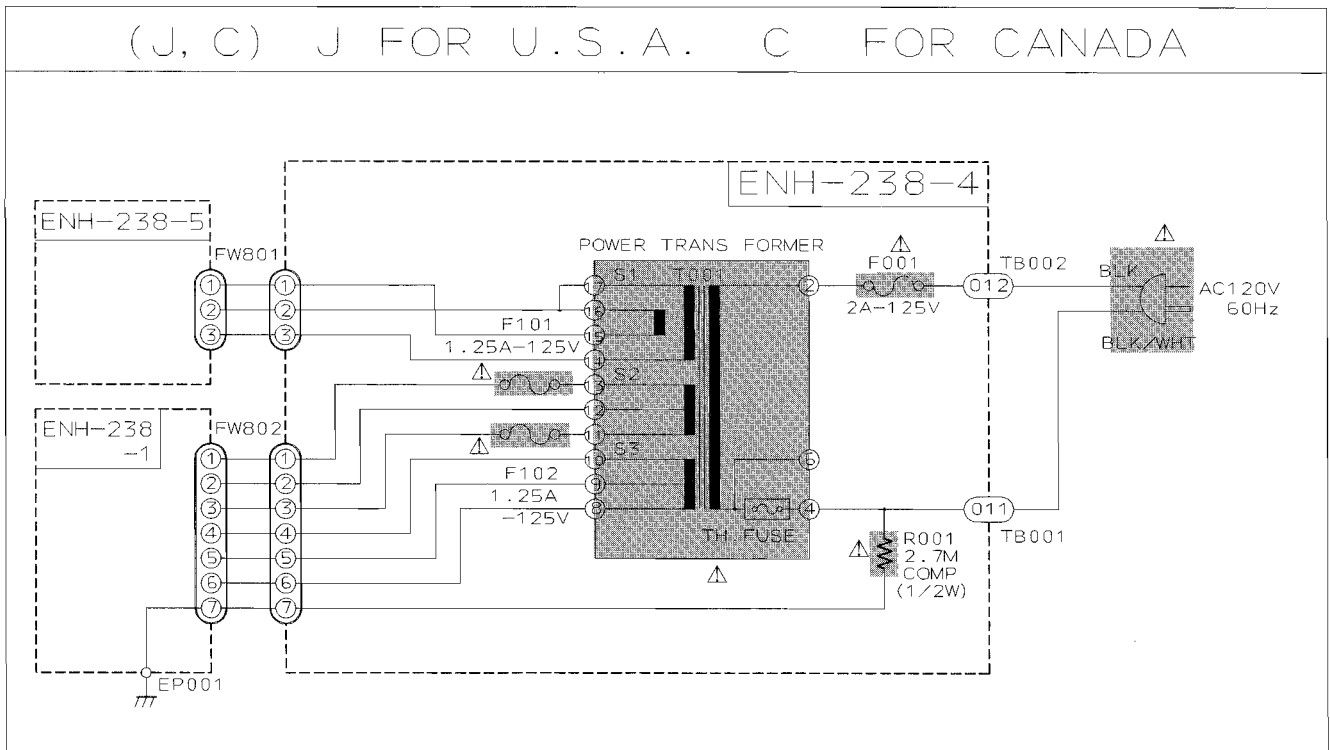 (J, C) J FOR U.S.A. C FOR CANADA
ENH-238-4
ENH-238-5
FW801
1
2
3
1
2
3
POWER TRANS FORMER
S1
T001
17
16
15
14
F101
1.25A-125V
S2
13
12
11
S3
10
9
8
F102
1.25A
-125V
2
6
4
TH. FUSE
F001
2A-125V
012
TB002
BLK
AC120V
60Hz
BLK/WHT
011
TB001
R001
2.7M
COMP
(1/2W)
ENH-238
-1
FW802
1
2
3
4
5
6
7
1
2
3
4
5
6
7
EP001